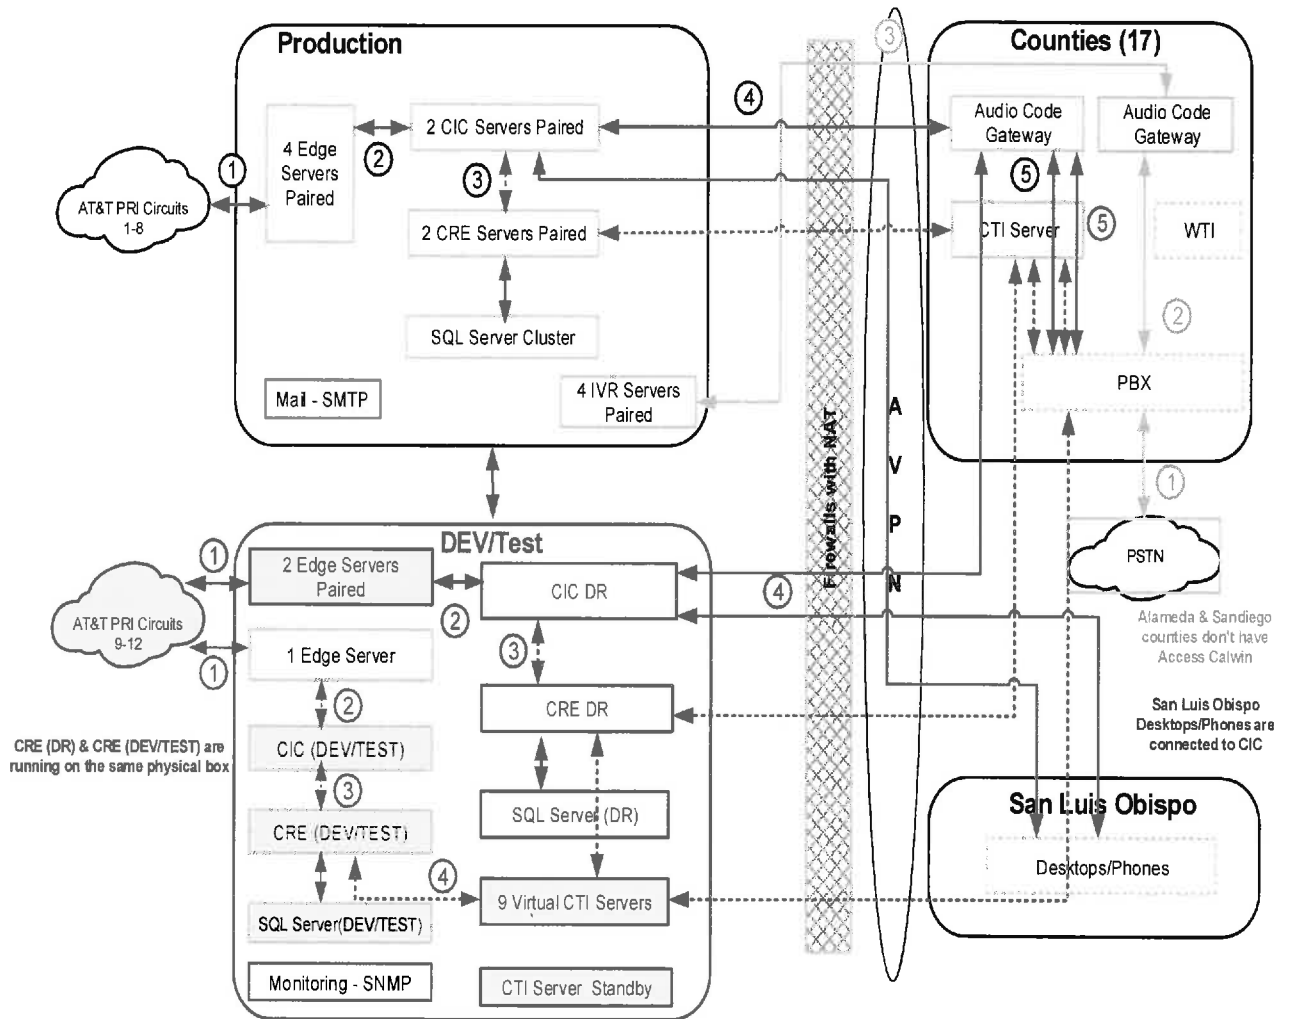 Production
4 Edge
Servers
Paired
2 CIC Servers Paired
2 CRE Servers Paired
SQL Server Cluster
4 IVR Servers
Paired
Mail - SMTP
AT&T PRI Circuits
1-8
1
2
3
4
Firewalls with NAT
3
A
V
P
N
Counties (17)
Audio Code
Gateway
Audio Code
Gateway
5
5
CTI Server
WTI
2
PBX
1
PSTN
Alameda & Sandiego
counties don't have
Access Calwin
San Luis Obispo
Desktops/Phones are
connected to CIC
San Luis Obispo
Desktops/Phones
DEV/Test
AT&T PRI Circuits
9-12
1
1
2 Edge Servers
Paired
2
CIC DR
4
1 Edge Server
3
2
CRE DR
CIC (DEV/TEST)
3
CRE (DEV/TEST)
SQL Server (DR)
4
SQL Server(DEV/TEST)
9 Virtual CTI Servers
Monitoring - SNMP
CTI Server Standby
CRE (DR) & CRE (DEV/TEST) are
running on the same physical box